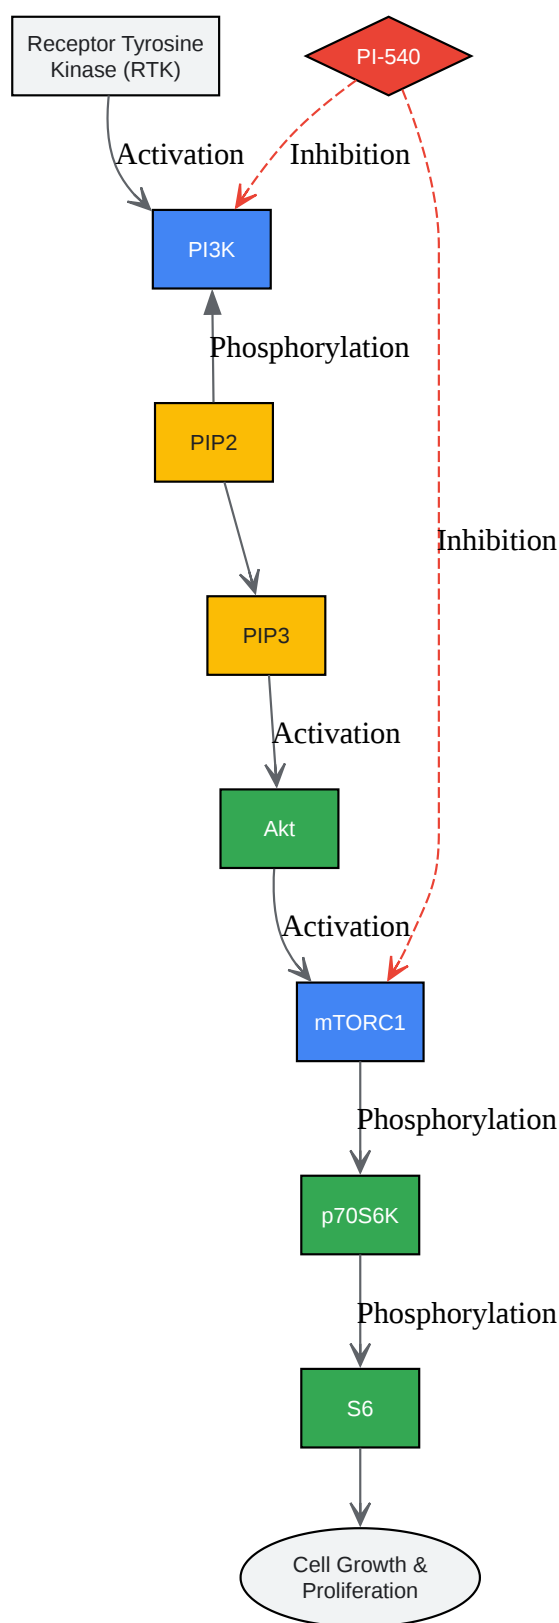 Receptor Tyrosine
Kinase (RTK)
PI-540
Activation
Inhibition
PI3K
Phosphorylation
PIP2
Inhibition
PIP3
Activation
Akt
Activation
mTORC1
Phosphorylation
p70S6K
Phosphorylation
S6
Cell Growth &
Proliferation